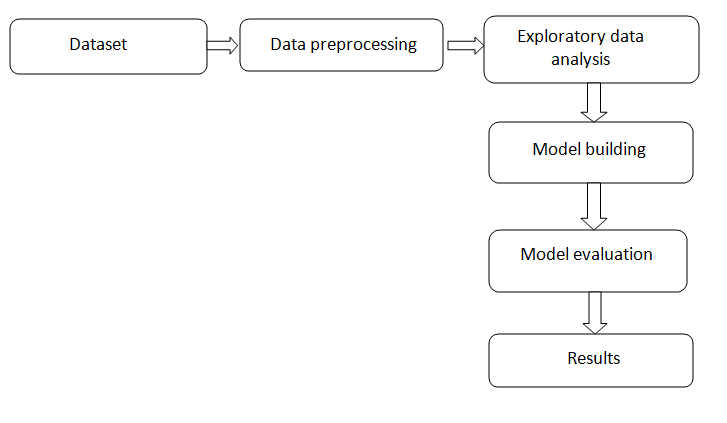 Dataset
Data preprocessing
Exploratory data
analysis
Model building
Model evaluation
Results